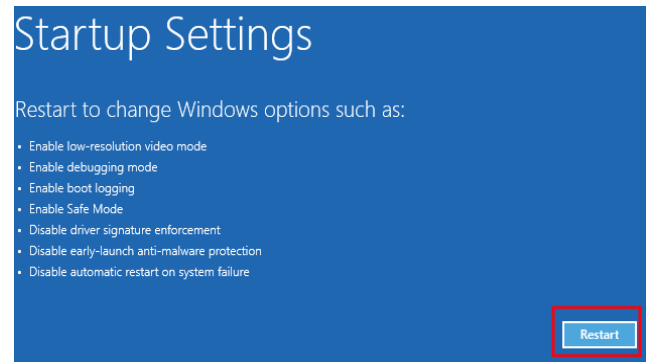 Startup Settings
Restart to change Windows options such as:
• Enable low-resolution video mode
• Enable debugging mode
• Enable boot logging
• Enable Safe Mode
• Disable driver signature enforcement
• Disable early-launch anti-malware protection
• Disable automatic restart on system failure
Restart